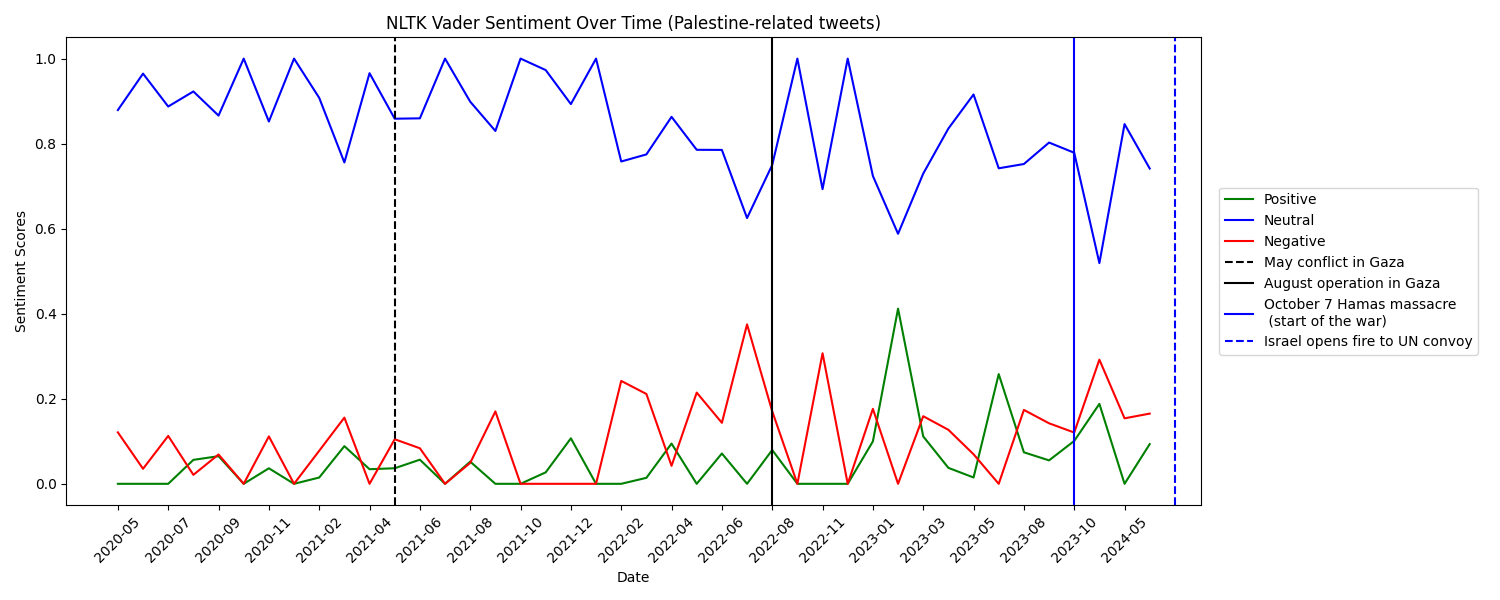 NLTK Vader Sentiment Over Time (Palestine-related tweets)
Sentiment Scores
1.0
0.8
0.6
0.4
0.2
0.0
2020-05
2020-07
2020-09
2020-11
2021-02
2021-04
2021-06
2021-08
2021-10
2021-12
2022-02
2022-04
2022-06
2022-08
2022-11
2023-01
2023-03
2023-05
2023-08
2023-10
2024-05
Date
Positive
Neutral
Negative
May conflict in Gaza
August operation in Gaza
October 7 Hamas massacre
(start of the war)
Israel opens fire to UN convoy